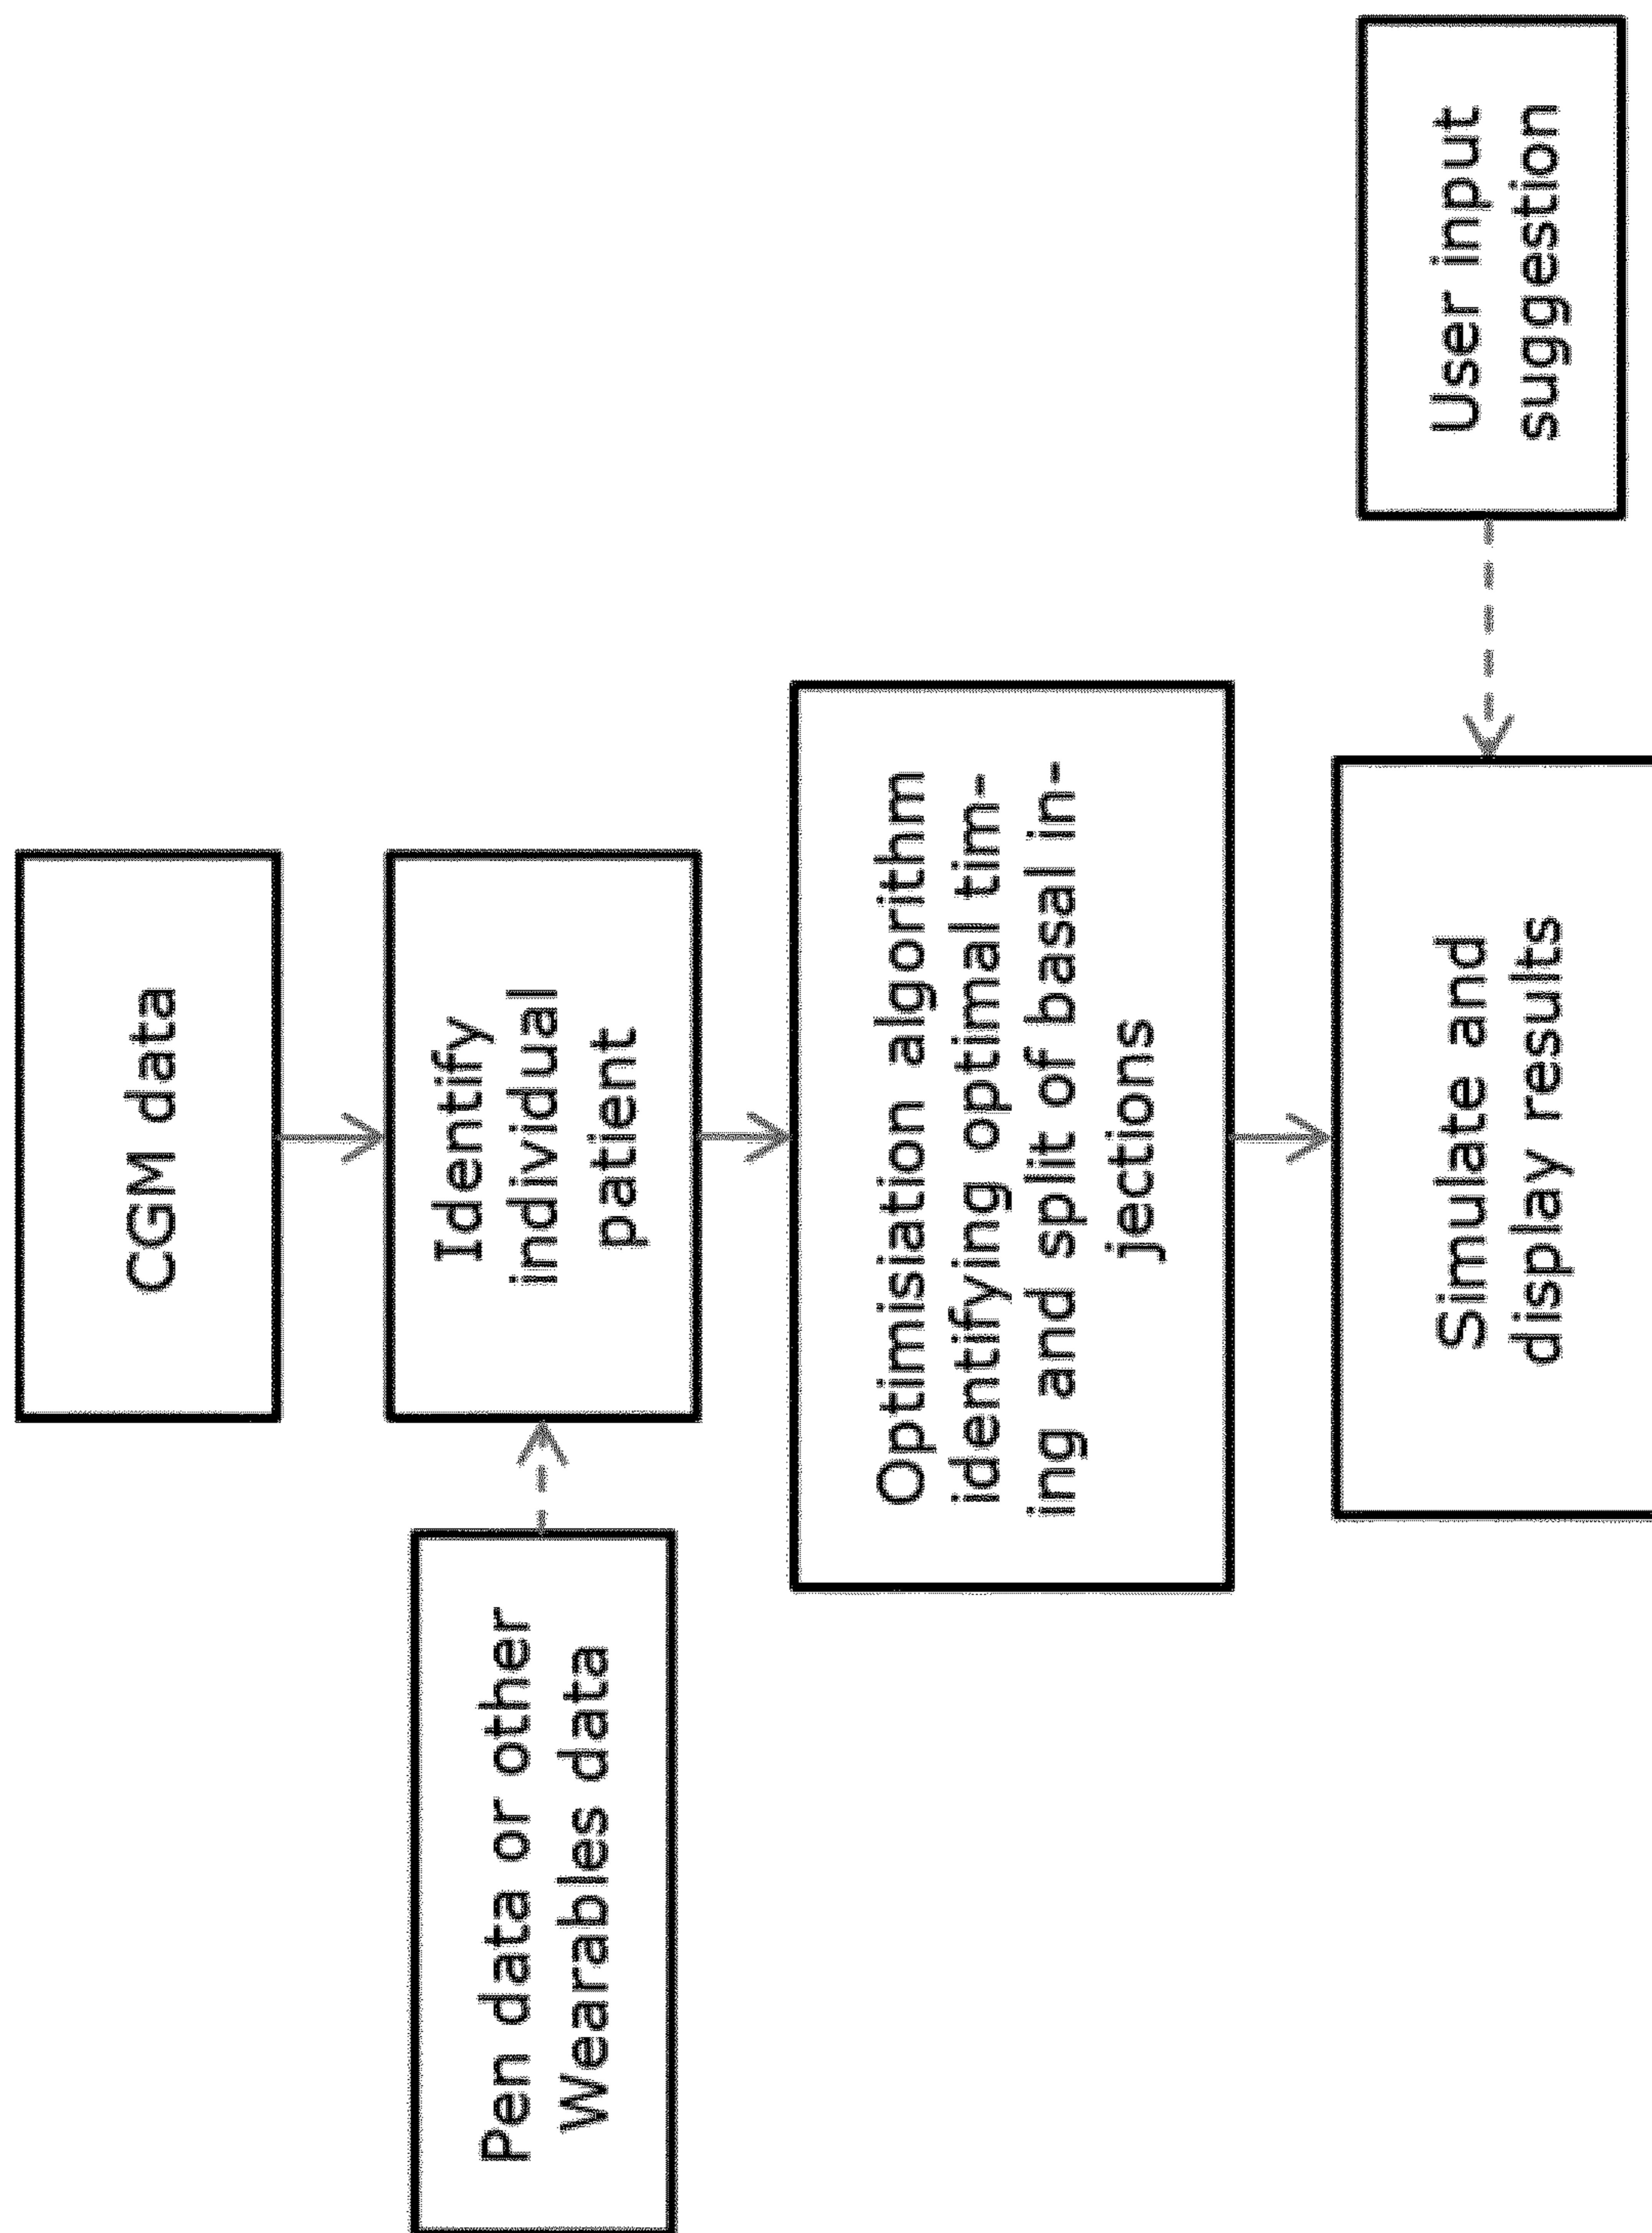 CGM data
Identify
individual
patient
Pen data or other
Wearables data
Optimisiation algorithm
identifying optimal tim-
ing and split of basal in-
jections
Simulate and
display results
User input
suggestion